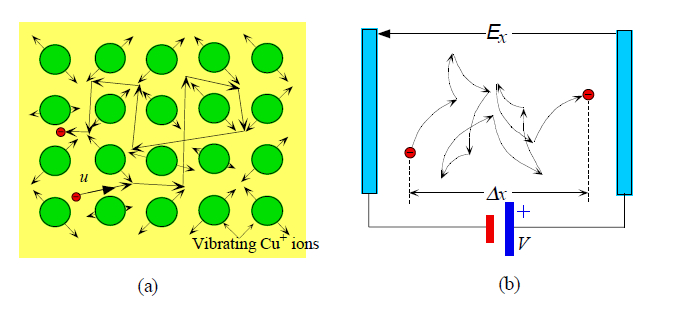 u
Vibrating Cu+ ions
(a)
Ex
-
-
Δx
+
V
(b)